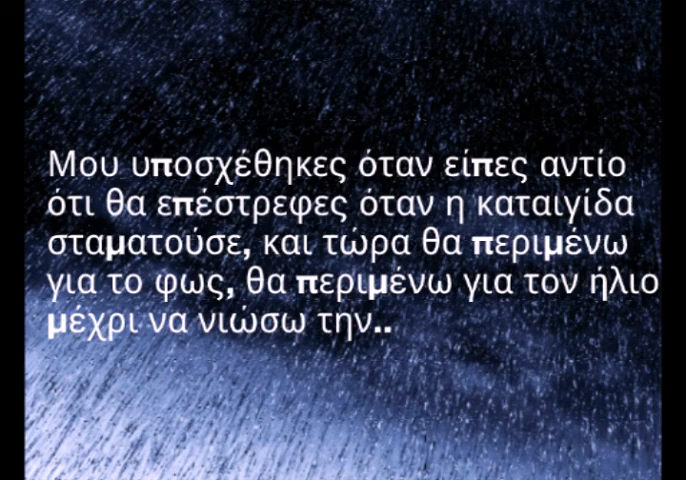 Μου υποσχέθηκες όταν είπες αντίο
ότι θα επέστρεφες όταν η καταιγίδα
σταματούσε, και τώρα θα περιμένω
για το φως, θα περιμένω για τον ήλιο
μέχρι να νιώσω την..